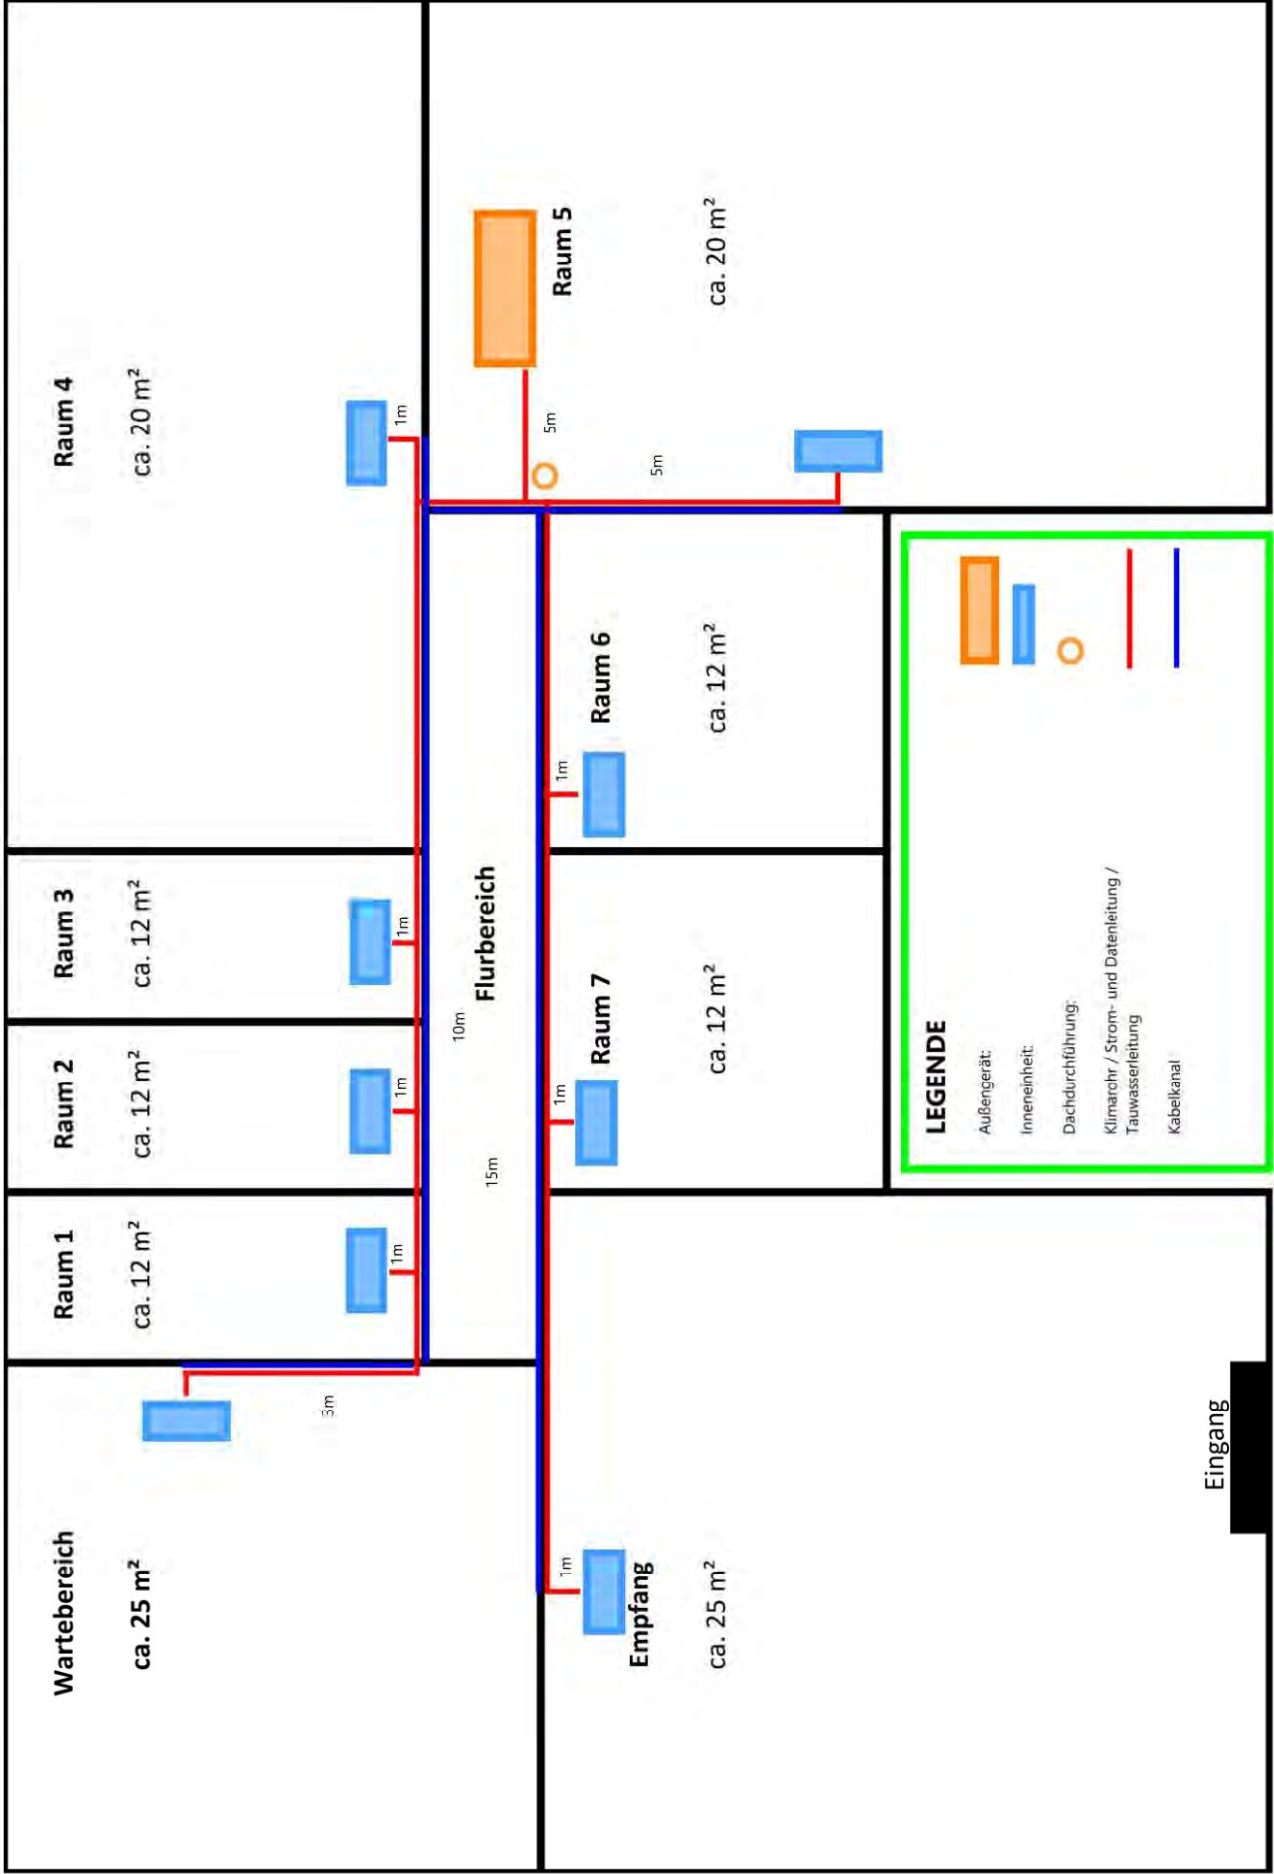 Wartebereich
ca. 25 m²
Raum 1
ca. 12 m²
Raum 2
ca. 12 m²
Raum 3
ca. 12 m²
Raum 4
ca. 20 m²
3m
1m
1m
1m
1m
15m
10m
Flurbereich
5m
Raum 5
ca. 20 m²
5m
1m
Empfang
ca. 25 m²
1m
Raum 7
ca. 12 m²
1m
Raum 6
ca. 12 m²
Eingang
LEGENDE
Außengerät:
Inneneinheit:
Dachdurchführung:
Klimarohr / Strom- und Datenleitung /
Tauwasserleitung
Kabelkanal